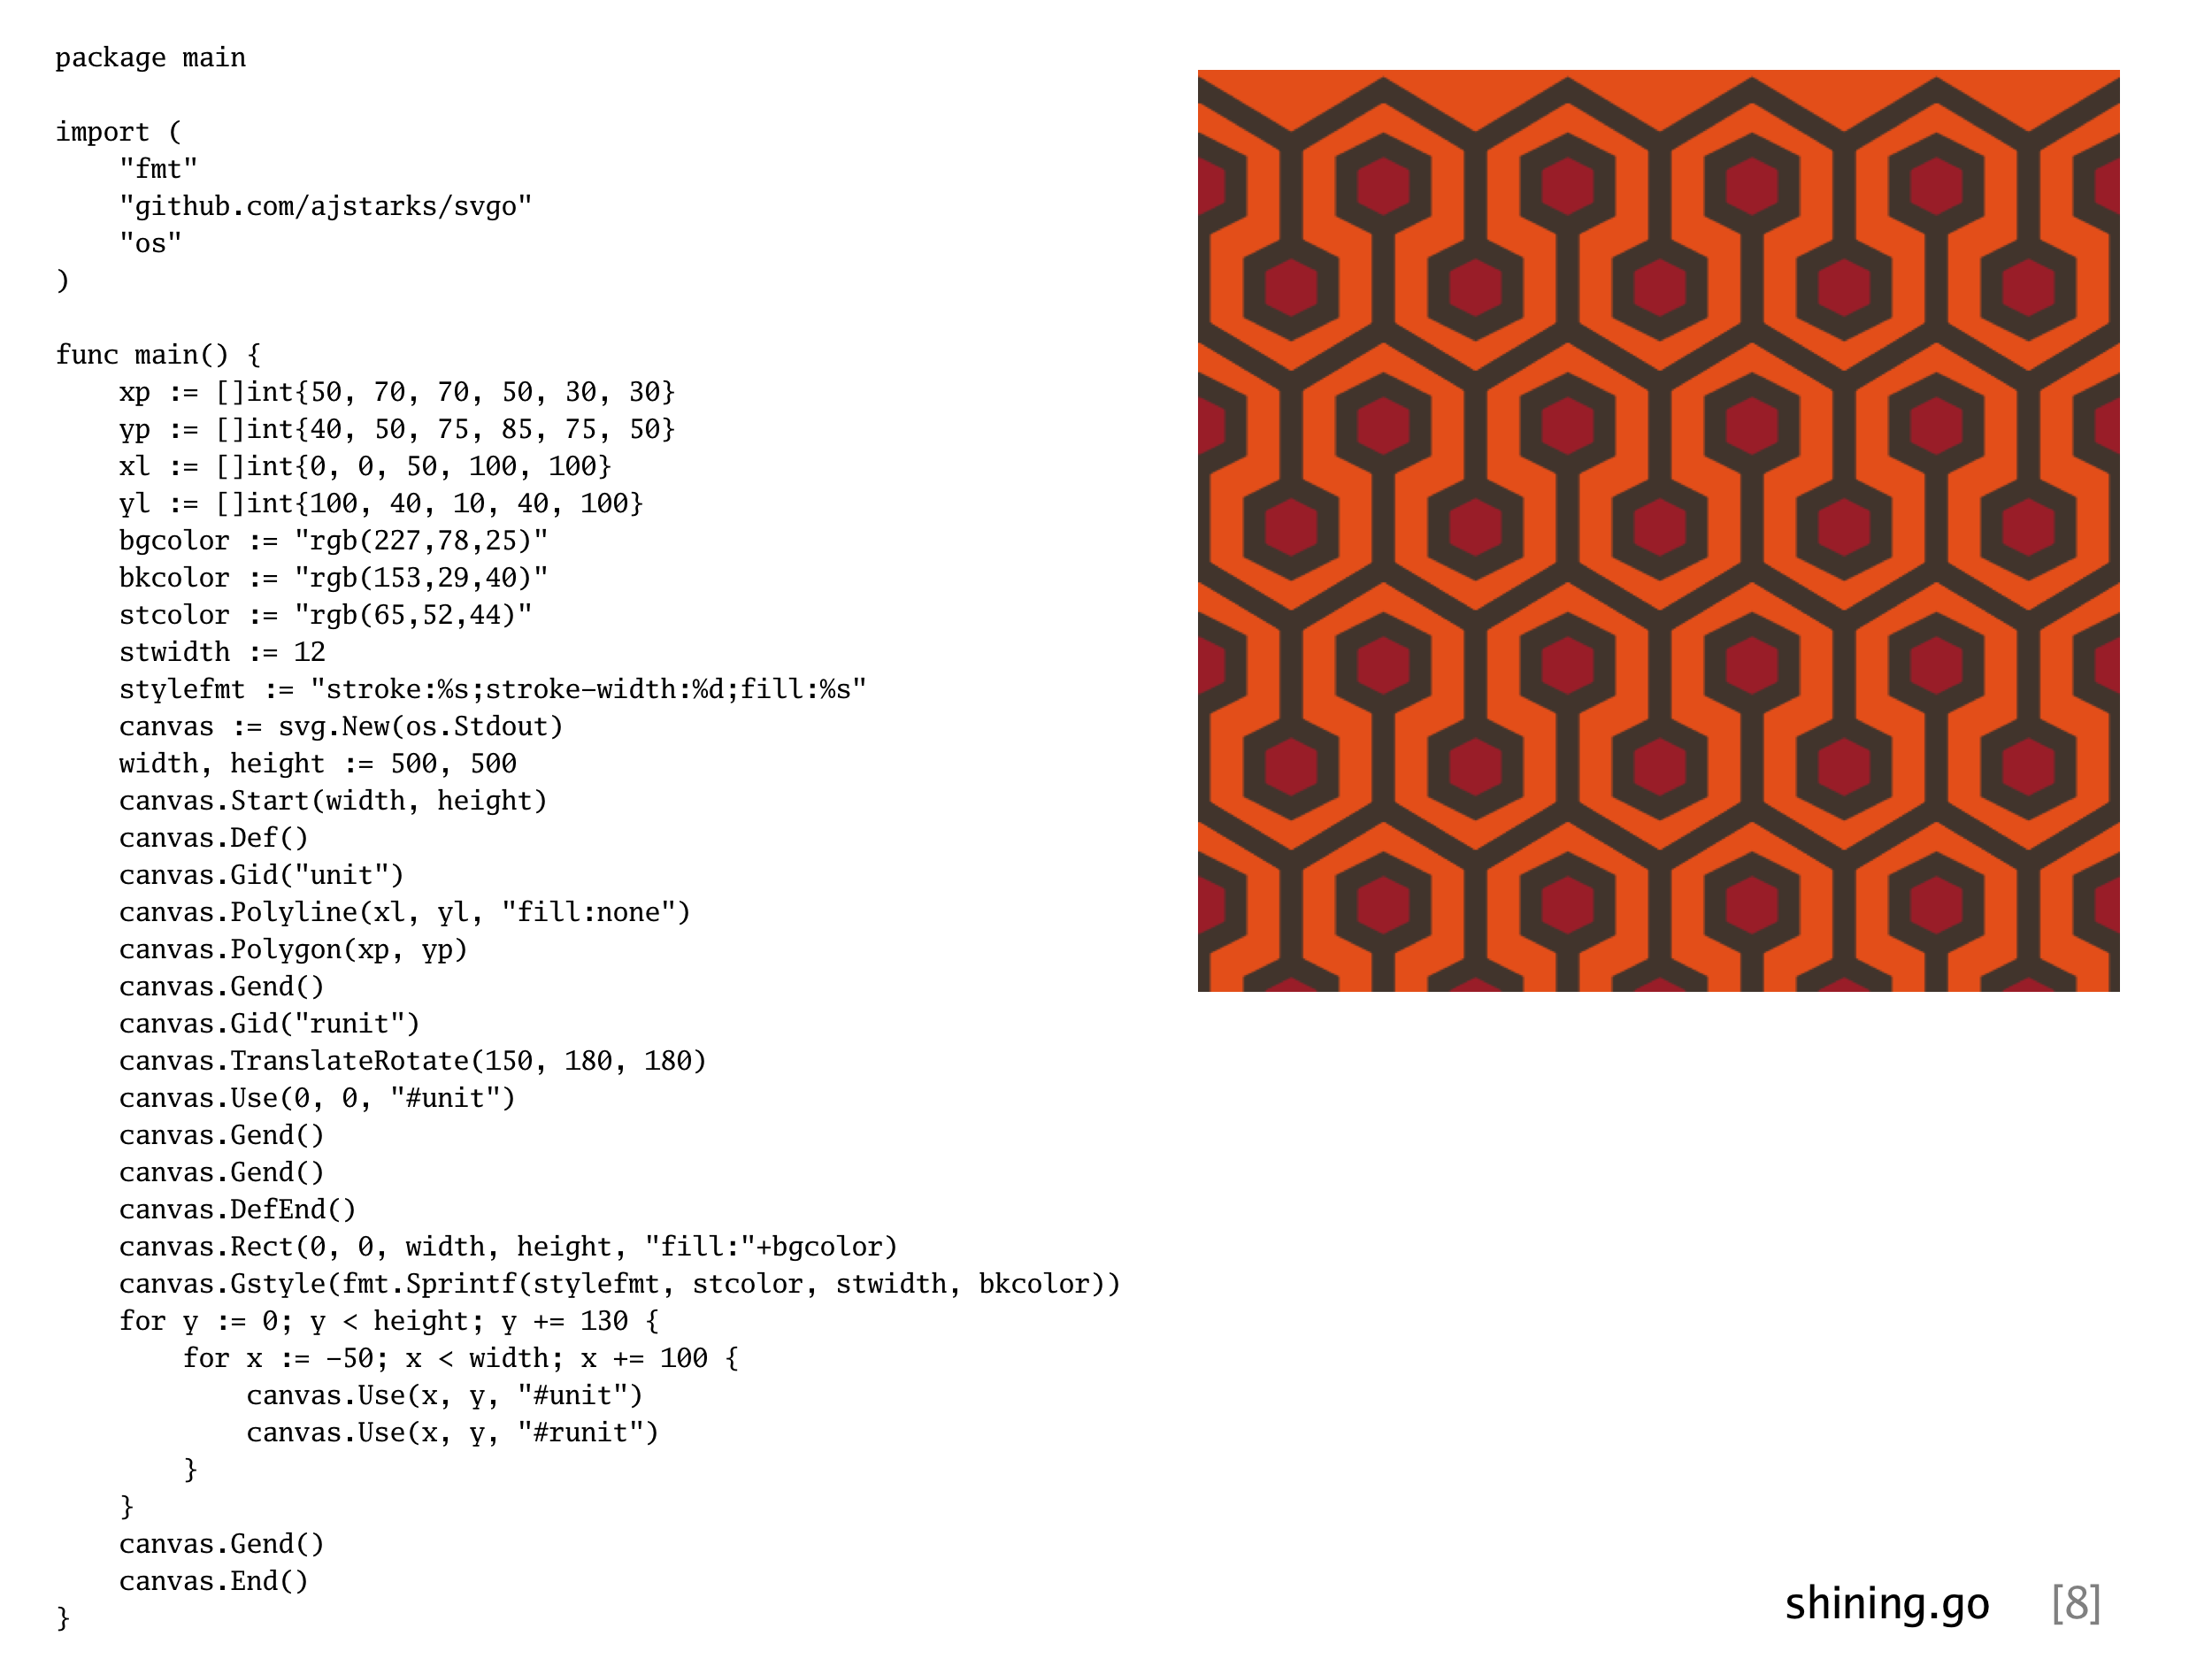 package main

import (
    "fmt"
    "github.com/ajstarks/svgo"
    "os"
)

func main() {
    xp := []int{50, 70, 70, 50, 30, 30}
    yp := []int{40, 50, 75, 85, 75, 50}
    xl := []int{0, 0, 50, 100, 100}
    yl := []int{100, 40, 10, 40, 100}
    bgcolor := "rgb(227,78,25)"
    bkcolor := "rgb(153,29,40)"
    stcolor := "rgb(65,52,44)"
    stwidth := 12
    stylefmt := "stroke:%s;stroke-width:%d;fill:%s"
    canvas := svg.New(os.Stdout)
    width, height := 500, 500
    canvas.Start(width, height)
    canvas.Def()
    canvas.Gid("unit")
    canvas.Polyline(xl, yl, "fill:none")
    canvas.Polygon(xp, yp)
    canvas.Gend()
    canvas.Gid("runit")
    canvas.TranslateRotate(150, 180, 180)
    canvas.Use(0, 0, "#unit")
    canvas.Gend()
    canvas.Gend()
    canvas.DefEnd()
    canvas.Rect(0, 0, width, height, "fill:"+bgcolor)
    canvas.Gstyle(fmt.Sprintf(stylefmt, stcolor, stwidth, bkcolor))
    for y := 0; y < height; y += 130 {
        for x := -50; x < width; x += 100 {
            canvas.Use(x, y, "#unit")
            canvas.Use(x, y, "#runit")
        }
    }
    canvas.Gend()
    canvas.End()
}
shining.go [8]